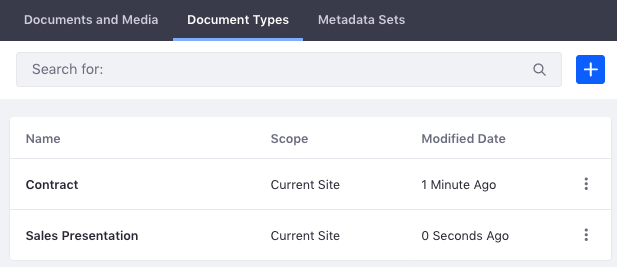 Documents and Media Document Types Metadata Sets
Search for:
Name Scope Modified Date
Contract Current Site 1 Minute Ago
Sales Presentation Current Site 0 Seconds Ago